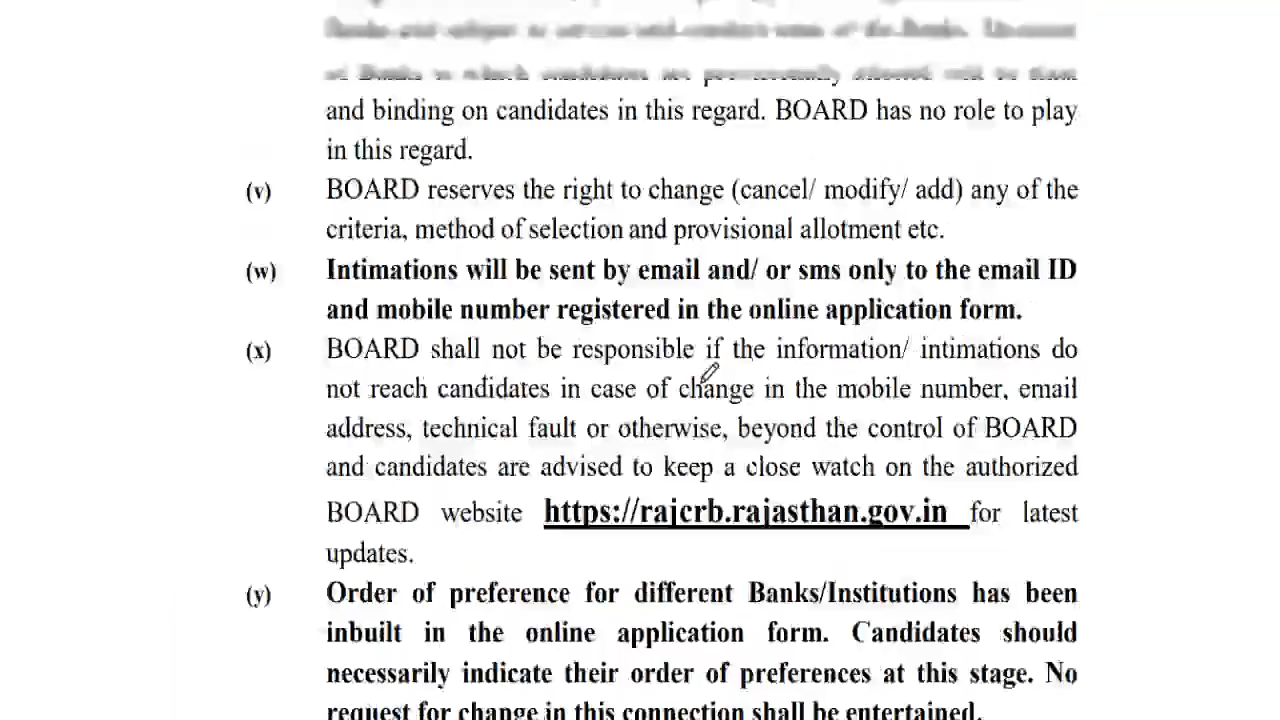 and binding on candidates in this regard. BOARD has no role to play
in this regard.
(v) BOARD reserves the right to change (cancel/ modify/ add) any of the
criteria, method of selection and provisional allotment etc.
(w) Intimations will be sent by email and/ or sms only to the email ID
and mobile number registered in the online application form.
(x) BOARD shall not be responsible if the information/ intimations do
not reach candidates in case of change in the mobile number, email
address, technical fault or otherwise, beyond the control of BOARD
and candidates are advised to keep a close watch on the authorized
BOARD website https://rajcrb.rajasthan.gov.in for latest
updates.
(y) Order of preference for different Banks/Institutions has been
inbuilt in the online application form. Candidates should
necessarily indicate their order of preferences at this stage. No
request for change in this connection shall be entertained.